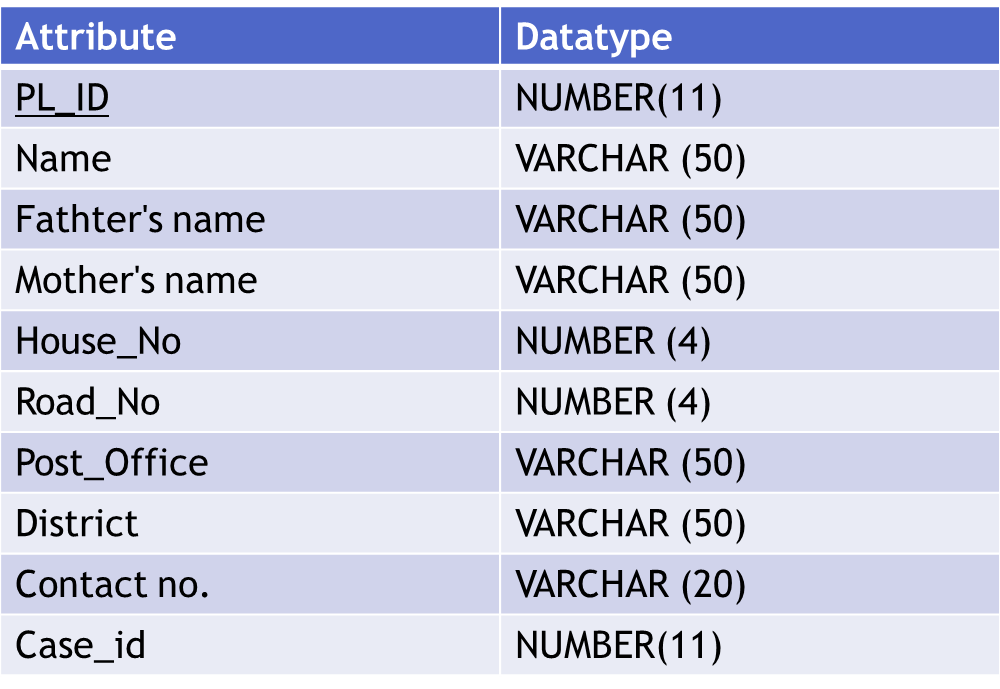 Attribute Datatype
PL_ID NUMBER(11)
Name VARCHAR (50)
Fathter's name VARCHAR (50)
Mother's name VARCHAR (50)
House_No NUMBER (4)
Road_No NUMBER (4)
Post_Office VARCHAR (50)
District VARCHAR (50)
Contact no. VARCHAR (20)
Case_id NUMBER(11)